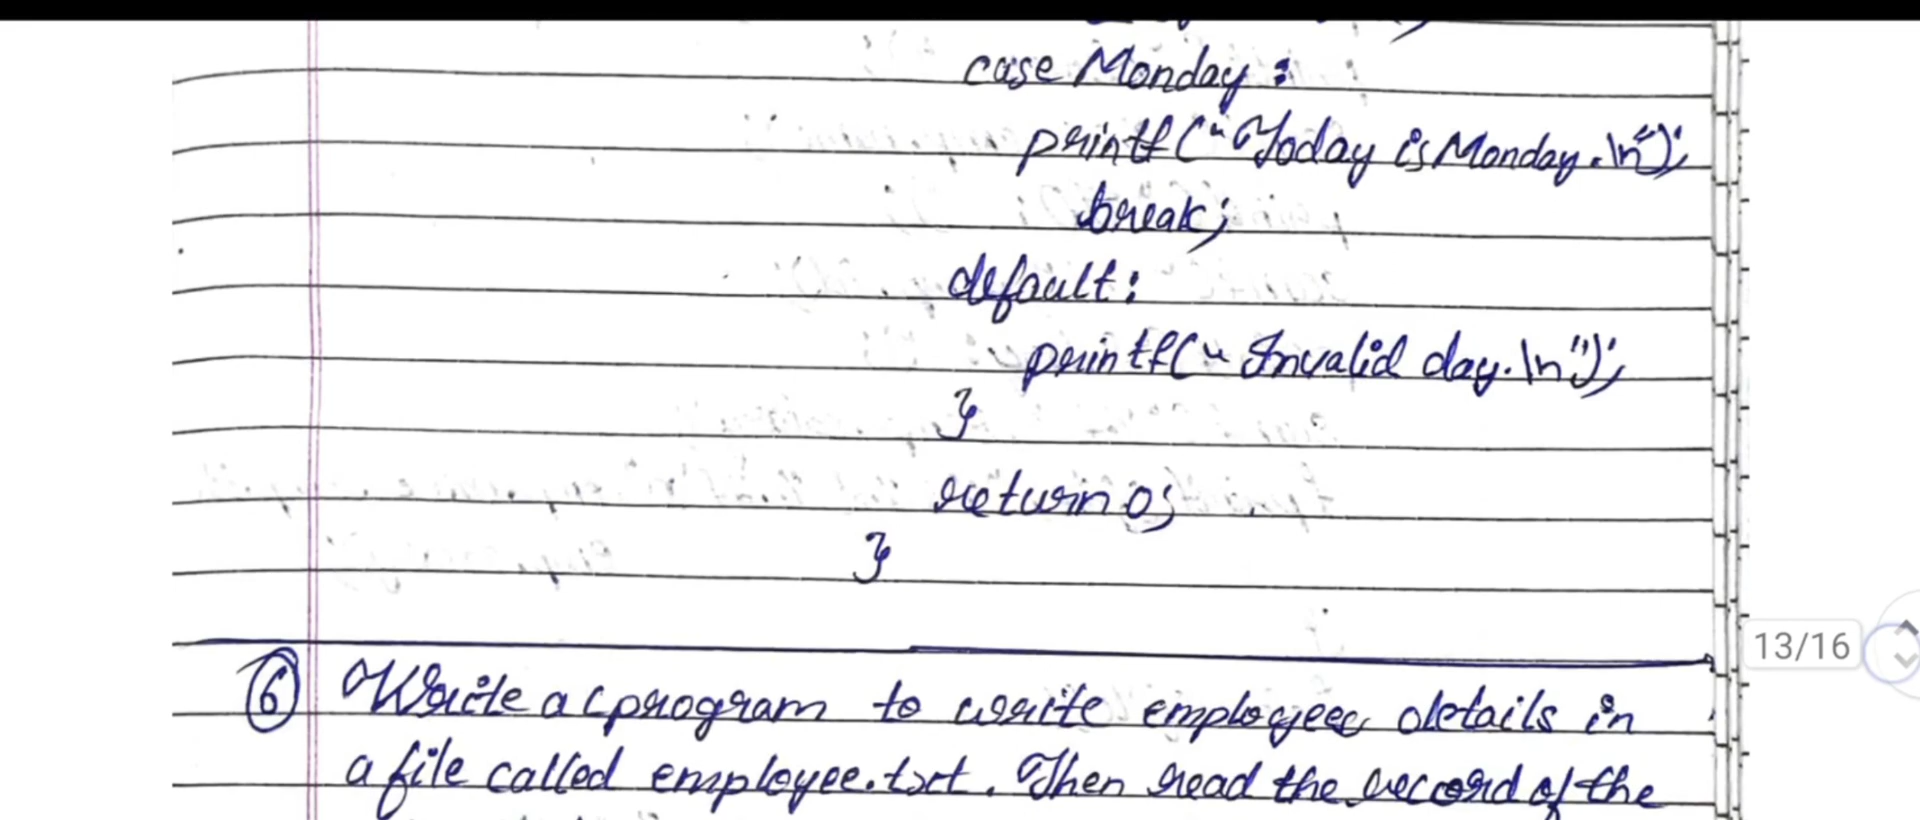 case Monday :
printf("Today is Monday.\n");
break;
default:
printf("Invalid day.\n");
}
return 0;
}
13/16
6 Write a C program to write employees details in
a file called employee.txt. Then read the record of the